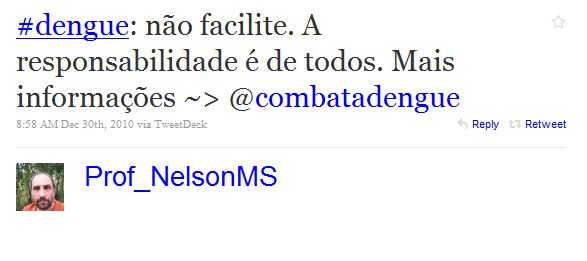 #dengue: não facilite. A
responsabilidade é de todos. Mais
informações ~> @combatadengue
8:58 AM Dec 30th, 2010 via TweetDeck
Reply Retweet
Prof_NelsonMS